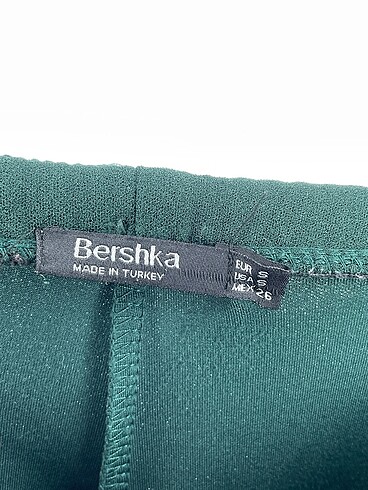 Bershka
MADE IN TURKEY
EUR S
USA S
MEX 26